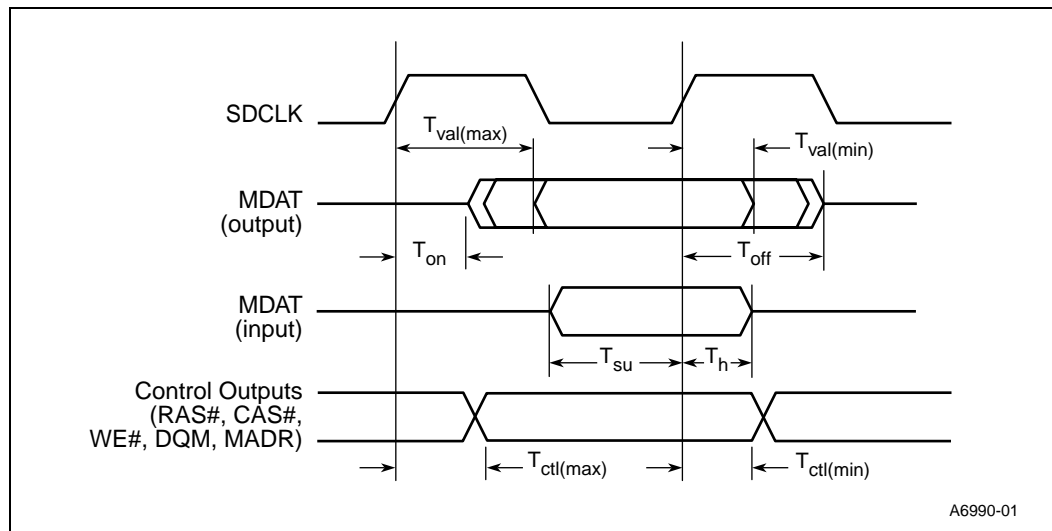 SDCLK
T_val(max)
T_val(min)
MDAT
(output)
T_on
T_off
MDAT
(input)
T_su
T_h
Control Outputs
(RAS#, CAS#,
WE#, DQM, MADR)
T_ctl(max)
T_ctl(min)
A6990-01